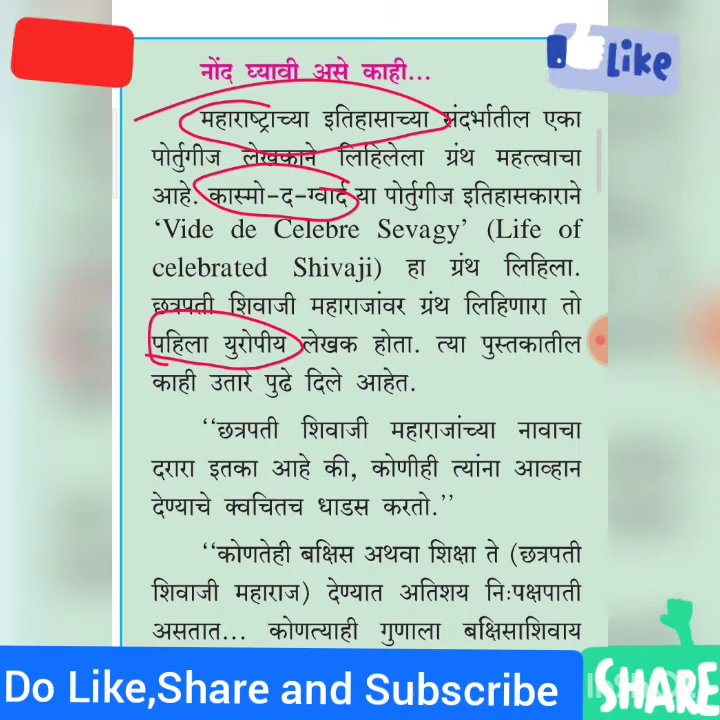 Like
नोंद घ्यावी असे काही...
महाराष्ट्राच्या इतिहासाच्या संदर्भातील एका
पोर्तुगीज लेखकाने लिहिलेला ग्रंथ महत्त्वाचा
आहे. कास्मो-द-ग्वार्द या पोर्तुगीज इतिहासकाराने
‘Vide de Celebre Sevagy’ (Life of
celebrated Shivaji) हा ग्रंथ लिहिला.
छत्रपती शिवाजी महाराजांवर ग्रंथ लिहिणारा तो
पहिला युरोपीय लेखक होता. त्या पुस्तकातील
काही उतारे पुढे दिले आहेत.
‘‘छत्रपती शिवाजी महाराजांच्या नावाचा
दरारा इतका आहे की, कोणीही त्यांना आव्हान
देण्याचे क्वचितच धाडस करतो.’’
‘‘कोणतेही बक्षिस अथवा शिक्षा ते (छत्रपती
शिवाजी महाराज) देण्यात अतिशय निःपक्षपाती
असतात... कोणत्याही गुणाला बक्षिसाशिवाय
Do Like,Share and Subscribe
SHARE